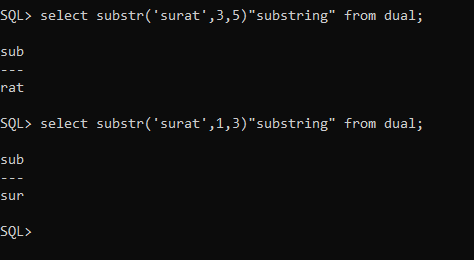 SQL> select substr('surat',3,5)"substring" from dual;
sub
---
rat
SQL> select substr('surat',1,3)"substring" from dual;
sub
---
sur
SQL>